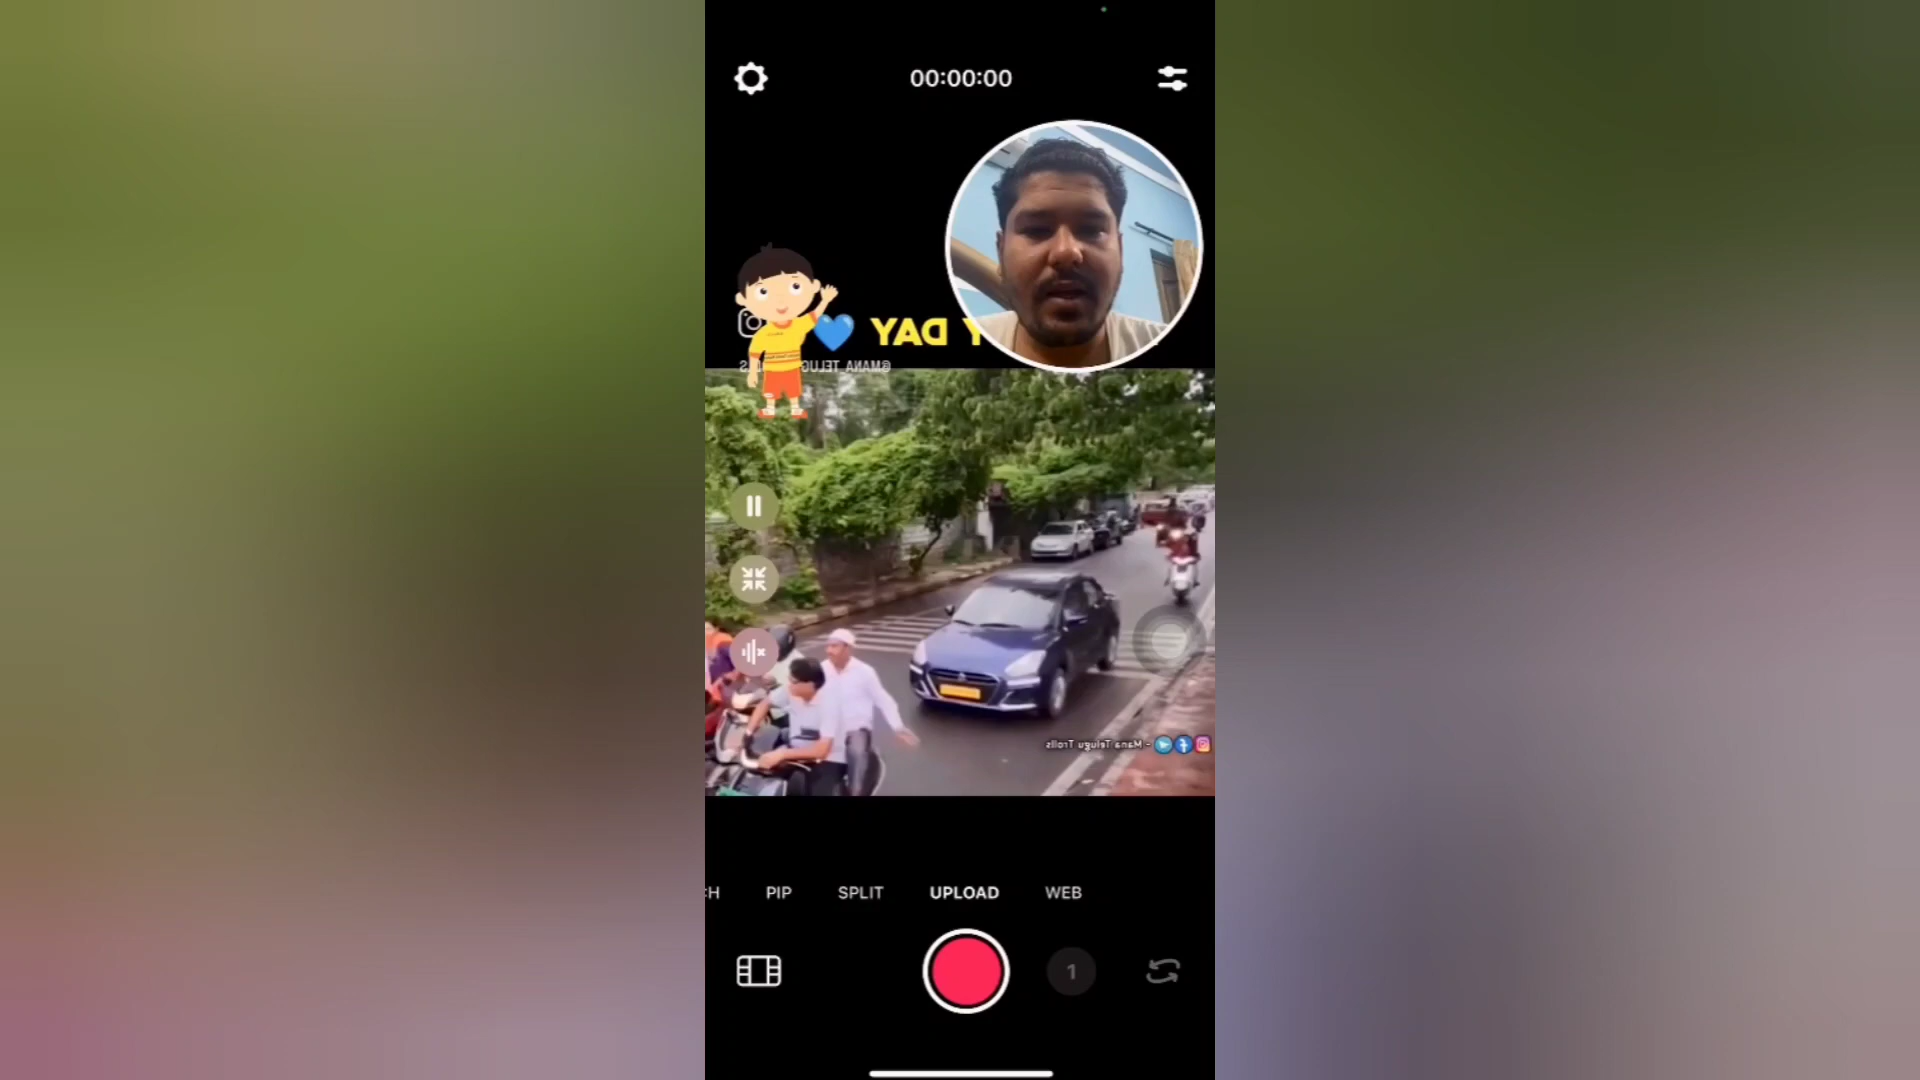 00:00:00
Y DAY
@MANA_TELUGU
- Mana Telugu Trolls
PIP SPLIT UPLOAD WEB
1